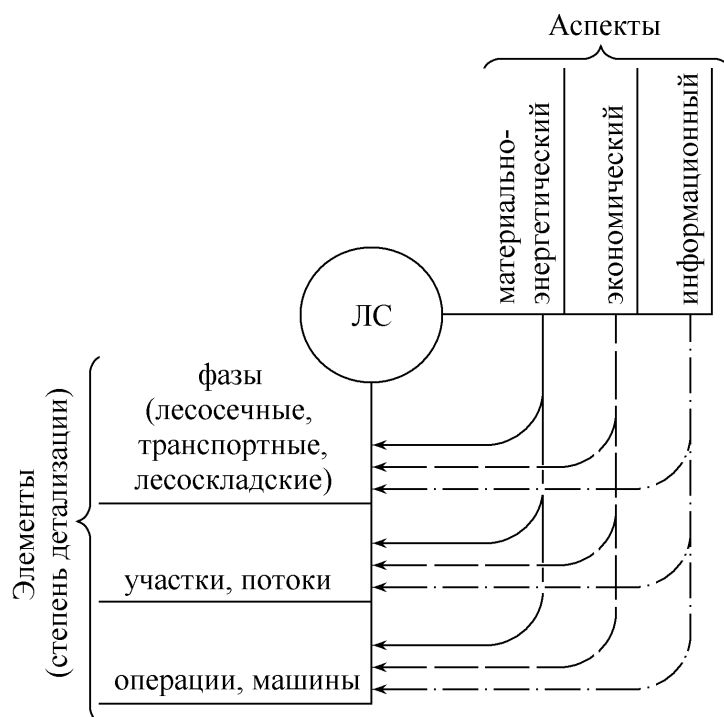 Аспекты
материально-
энергетический
экономический
информационный
ЛС
Элементы
(степень детализации)
фазы
(лесосечные,
транспортные,
лесоскладские)
участки, потоки
операции, машины